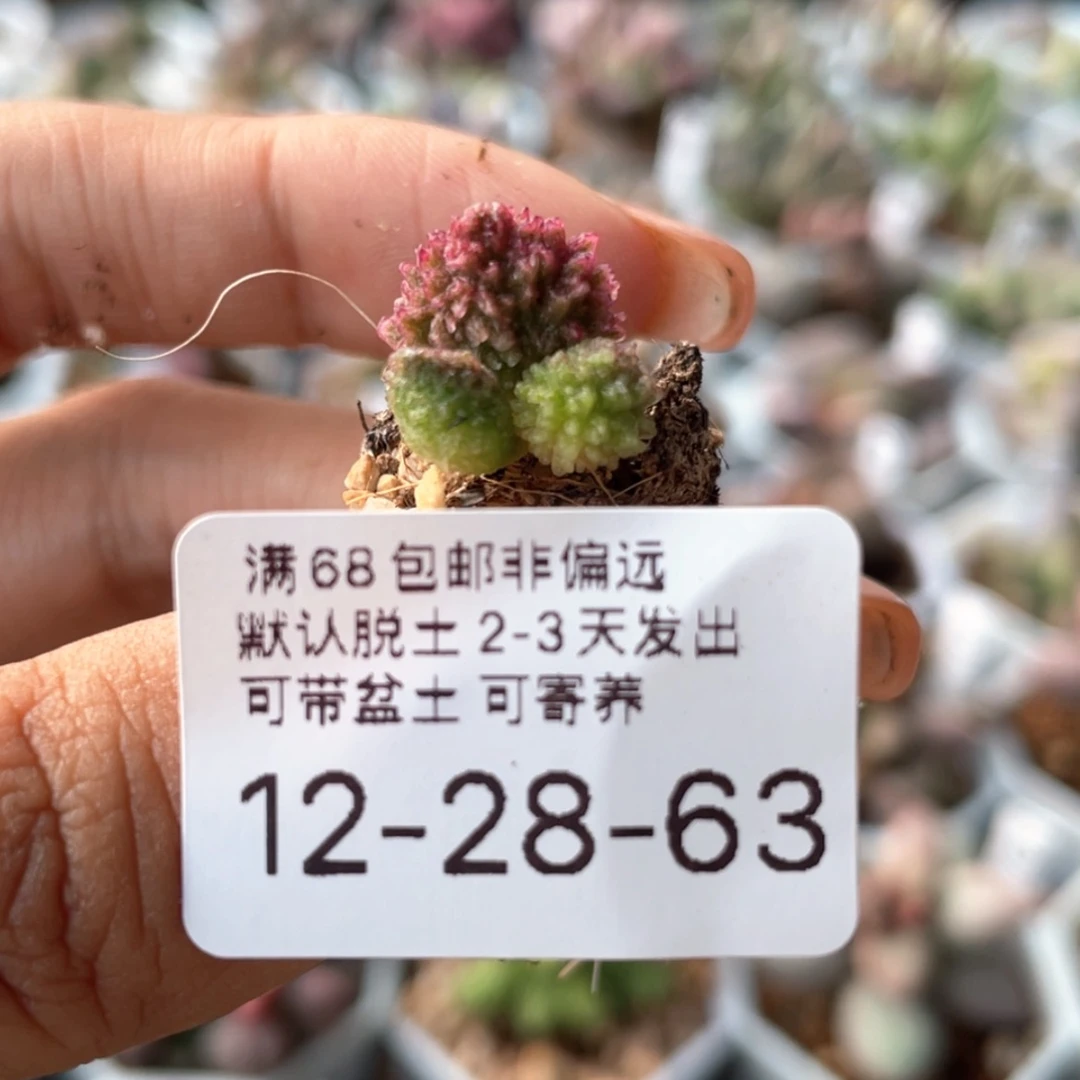 满68包邮非偏远
默认脱土 2-3天发出
可带盆土 可寄养
12-28-63